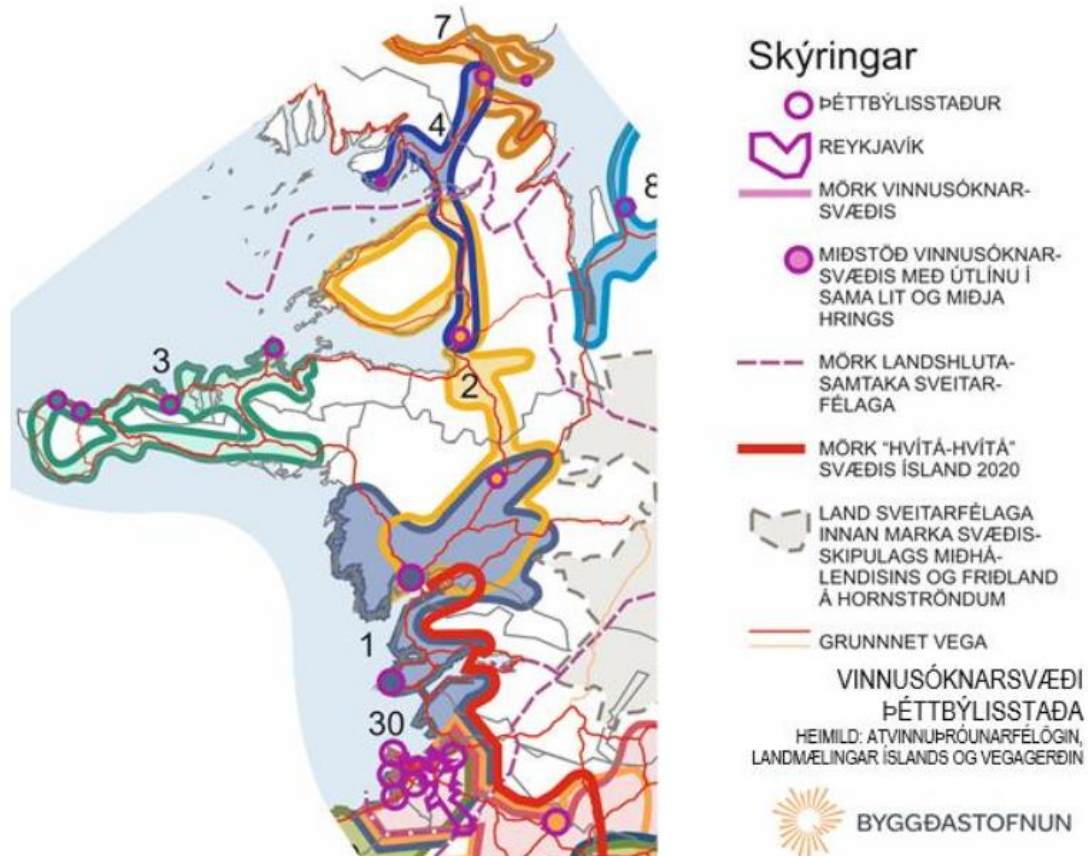 7
4
8
3
2
1
30
Skýringar
ÞÉTTBÝLISSTAÐUR
REYKJAVÍK
MÖRK VINNUSÓKNAR-
SVÆÐIS
MIÐSTÖÐ VINNUSÓKNAR-
SVÆÐIS MEÐ ÚTLÍNU Í
SAMA LIT OG MIÐJA
HRINGS
MÖRK LANDSHLUTA-
SAMTAKA SVEITAR-
FÉLAGA
MÖRK "HVÍTÁ-HVÍTÁ"
SVÆÐIS ÍSLAND 2020
LAND SVEITARFÉLAGA
INNAN MARKA SVÆÐIS-
SKIPULAGS MIÐHÁ-
LENDISINS OG FRIÐLAND
Á HORNSTRÖNDUM
GRUNNNET VEGA
VINNUSÓKNARSVÆÐI
ÞÉTTBÝLISSTAÐA
HEIMILD: ATVINNUÞRÓUNARFÉLÖGIN,
LANDMÆLINGAR ÍSLANDS OG VEGAGERÐIN
BYGGÐASTOFNUN